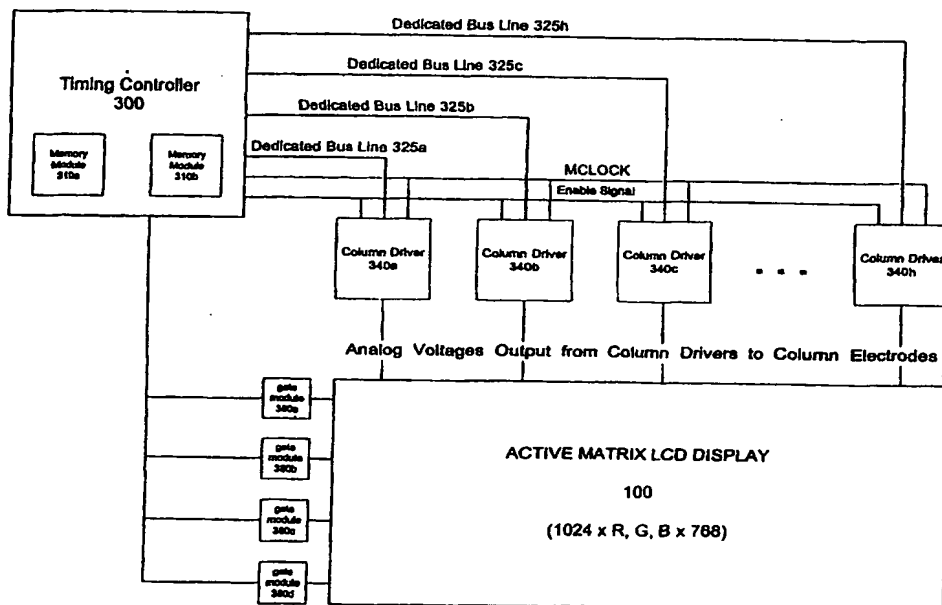 Dedicated Bus Line 325h
Dedicated Bus Line 325c
Timing Controller
300
Dedicated Bus Line 325b
Dedicated Bus Line 325a
Memory
Module
310a
Memory
Module
310b
MCLOCK
Enable Signal
Column Driver
340a
Column Driver
340b
Column Driver
340c
Column Driver
340h
Analog Voltages Output from Column Drivers to Column Electrodes
gate
module
380a
gate
module
380b
gate
module
gate
module
380d
ACTIVE MATRIX LCD DISPLAY
100
(1024 x R, G, B x 768)